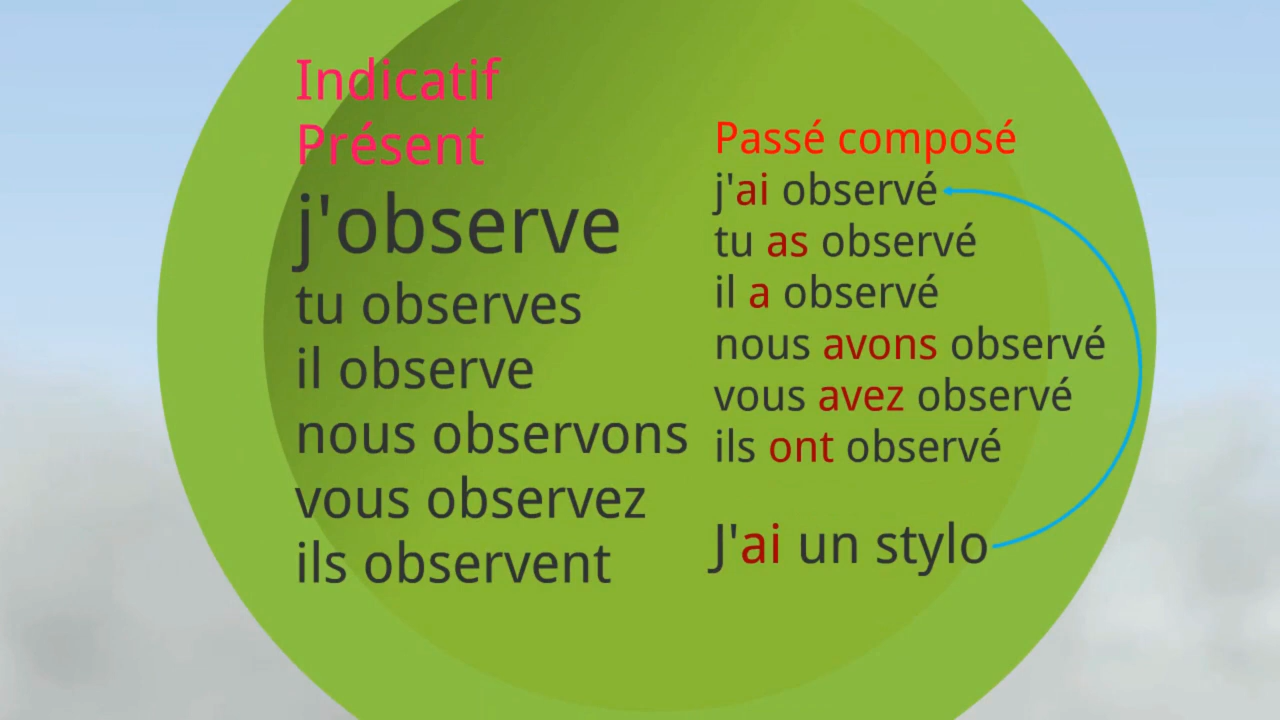 Indicatif
Présent
j'observe
tu observes
il observe
nous observons
vous observez
ils observent
Passé composé
j'ai observé
tu as observé
il a observé
nous avons observé
vous avez observé
ils ont observé
J'ai un stylo